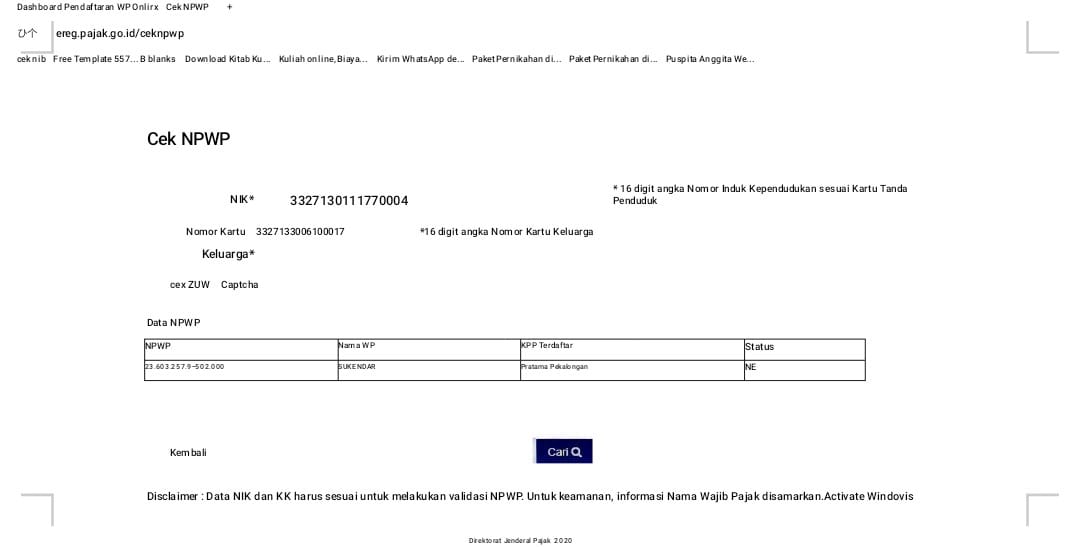 Dashboard Pendaftaran WP Onlirx CekNPWP +
ひ个 ereg.pajak.go.id/ceknpwp
ceknib Free Template 557... B blanks Download Kitab Ku... Kuliah online,Biaya... Kirim WhatsApp de... Paket Pernikahan di... Paket Pernikahan di... Puspita Anggita We...
Cek NPWP
NIK* 3327130111770004 * 16 digit angka Nomor Induk Kependudukan sesuai Kartu Tanda
Penduduk
Nomor Kartu 3327133006100017 *16 digit angka Nomor Kartu Keluarga
Keluarga*
cex ZUW Captcha
Data NPWP
NPWP Nama WP KPP Terdaftar Status
23.603.257.9-502.000 SUKENDAR Pratama Pekalongan NE
Kembali Cari
Disclaimer : Data NIK dan KK harus sesuai untuk melakukan validasi NPWP. Untuk keamanan, informasi Nama Wajib Pajak disamarkan.Activate Windovis
Direktorat Jenderal Pajak 2020